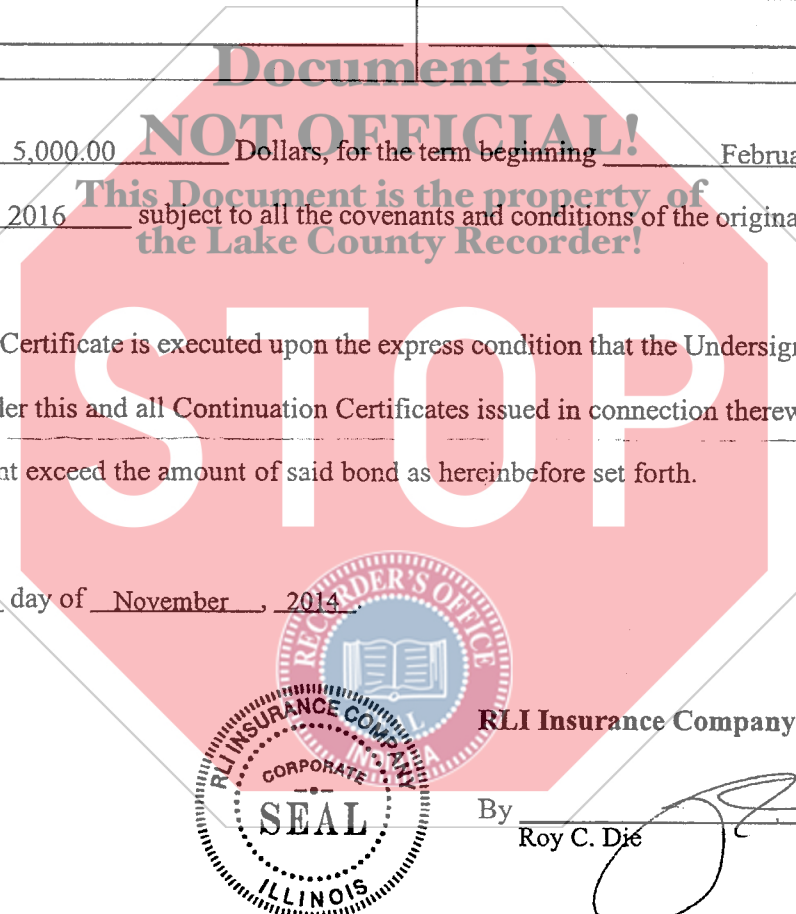 Document is
NOT OFFICIAL!
5,000.00 Dollars, for the term beginning Februa
This Document is the property of
2016 subject to all the covenants and conditions of the origina
the Lake County Recorder!
STOP
Certificate is executed upon the express condition that the Undersign
ler this and all Continuation Certificates issued in connection therew
nt exceed the amount of said bond as hereinbefore set forth.
day of November, 2014.
RECORDER'S OFFICE
SEAL
INDIANA
RLI INSURANCE COMPANY
CORPORATE
SEAL
ILLINOIS
RLI Insurance Company
By
Roy C. Die